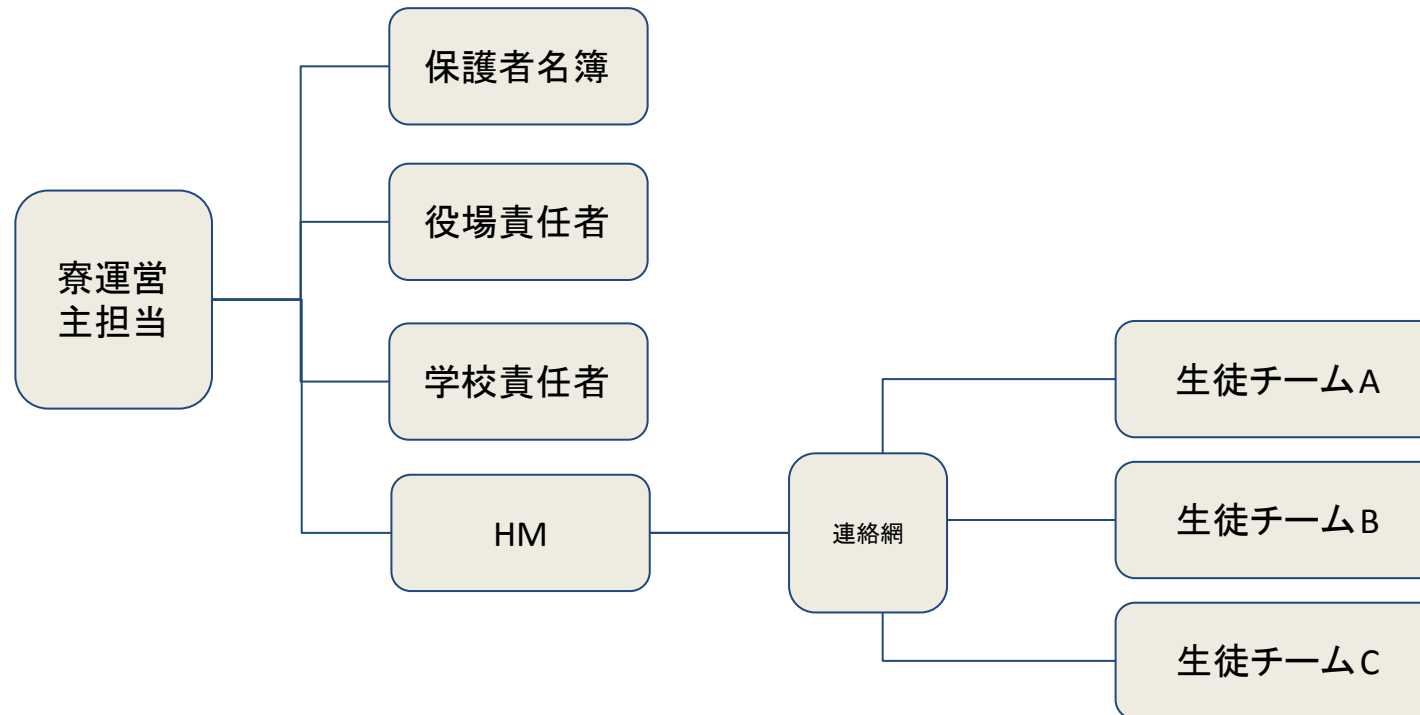 保護者名簿
役場責任者
寮運営
主担当
学校責任者
HM
連絡網
生徒チームA
生徒チームB
生徒チームC